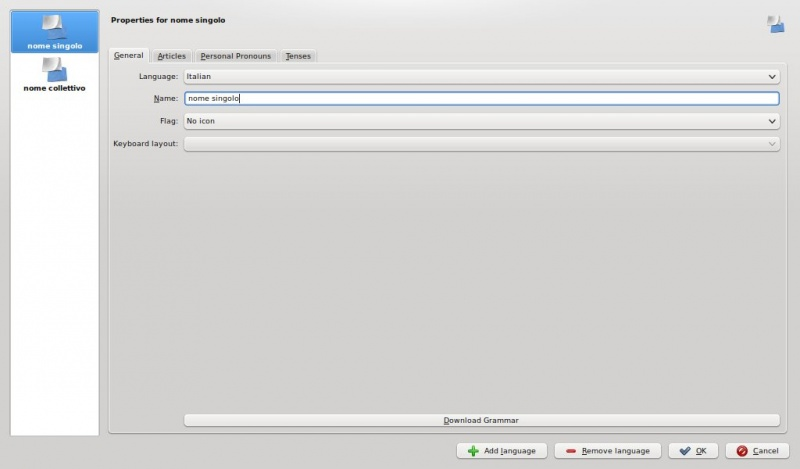 nome singolo
nome collettivo
Properties for nome singolo
General Articles Personal Pronouns Tenses
Language: Italian
Name: nome singolo
Flag: No icon
Keyboard layout:
Download Grammar
Add language Remove language OK Cancel